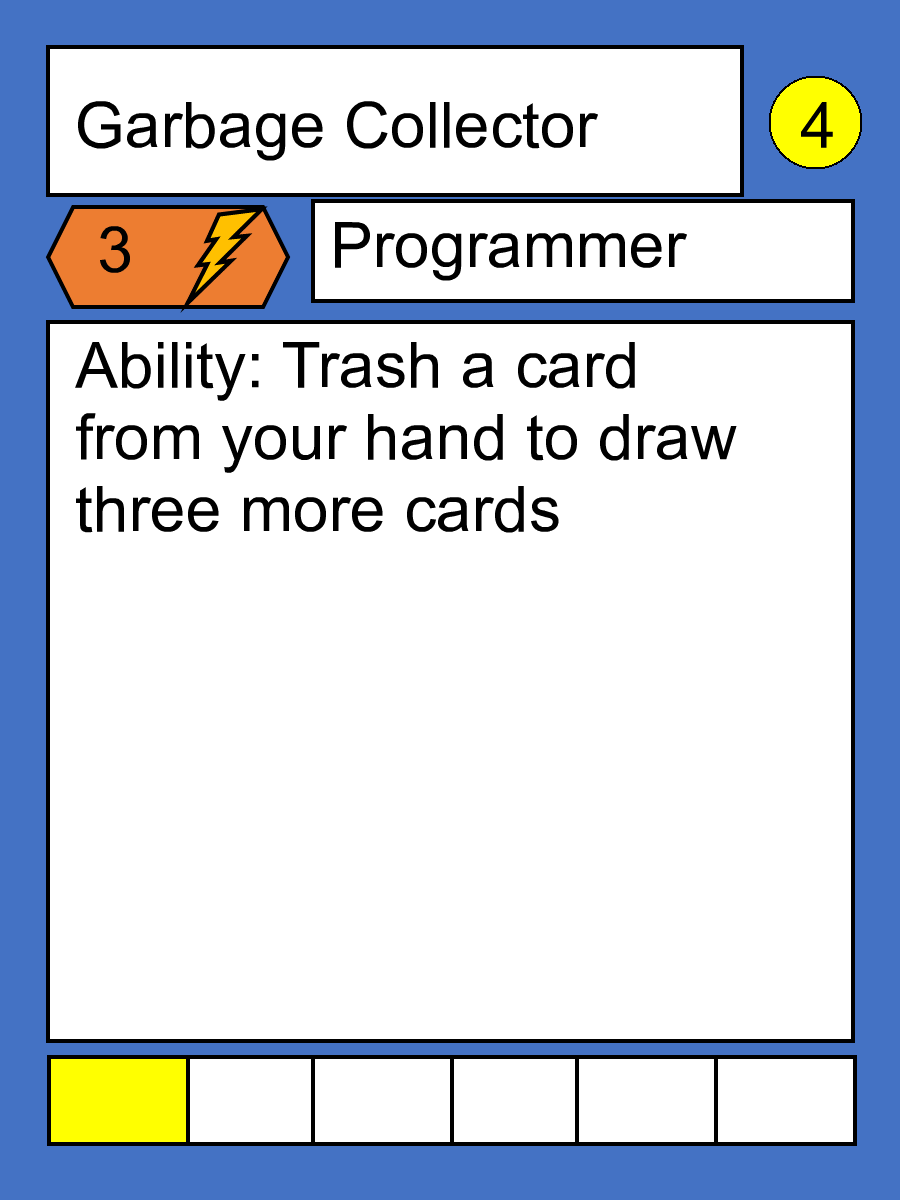 Garbage Collector
4
3
Programmer
Ability: Trash a card
from your hand to draw
three more cards